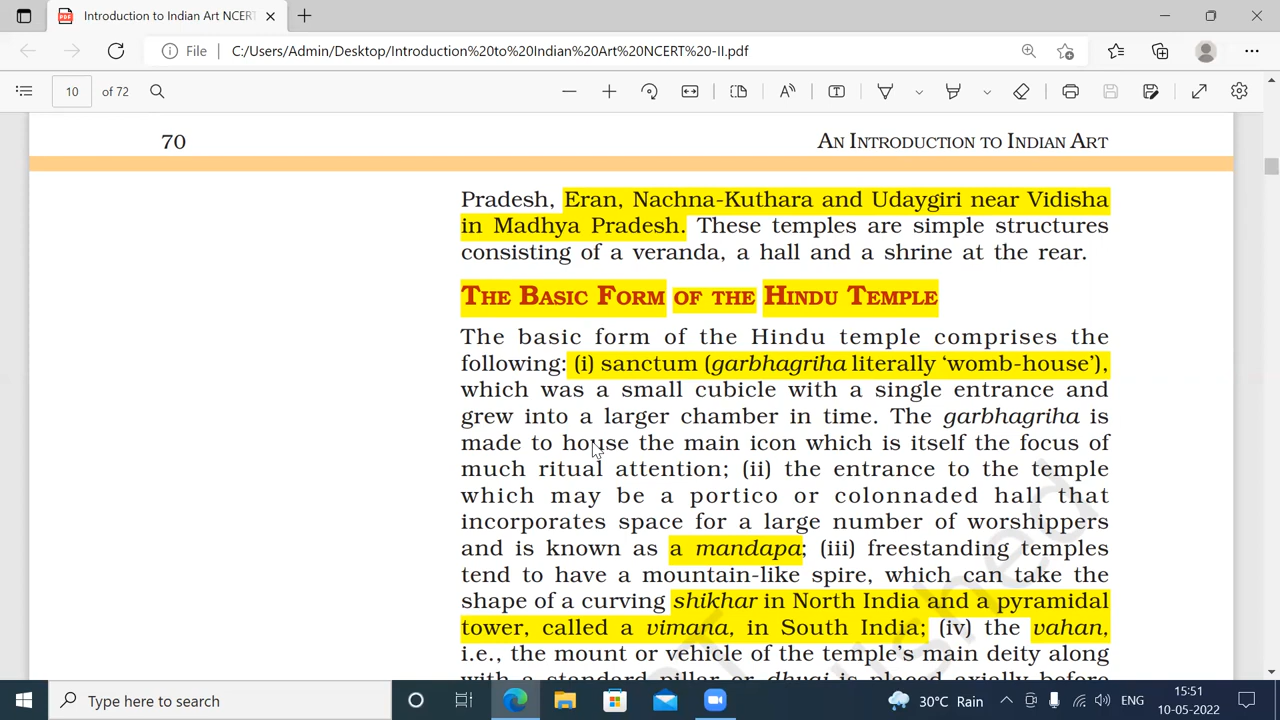 Introduction to Indian Art NCERT
File C:/Users/Admin/Desktop/Introduction%20to%20Indian%20Art%20NCERT%20-II.pdf
10 of 72
70 AN INTRODUCTION TO INDIAN ART
Pradesh, Eran, Nachna-Kuthara and Udaygiri near Vidisha
in Madhya Pradesh. These temples are simple structures
consisting of a veranda, a hall and a shrine at the rear.
THE BASIC FORM OF THE HINDU TEMPLE
The basic form of the Hindu temple comprises the
following: (i) sanctum (garbhagriha literally ‘womb-house’),
which was a small cubicle with a single entrance and
grew into a larger chamber in time. The garbhagriha is
made to house the main icon which is itself the focus of
much ritual attention; (ii) the entrance to the temple
which may be a portico or colonnaded hall that
incorporates space for a large number of worshippers
and is known as a mandapa; (iii) freestanding temples
tend to have a mountain-like spire, which can take the
shape of a curving shikhar in North India and a pyramidal
tower, called a vimana, in South India; (iv) the vahan,
i.e., the mount or vehicle of the temple’s main deity along
with a standard pillar or dhvaj is placed axially before
Type here to search
30°C Rain
ENG
15:51
10-05-2022